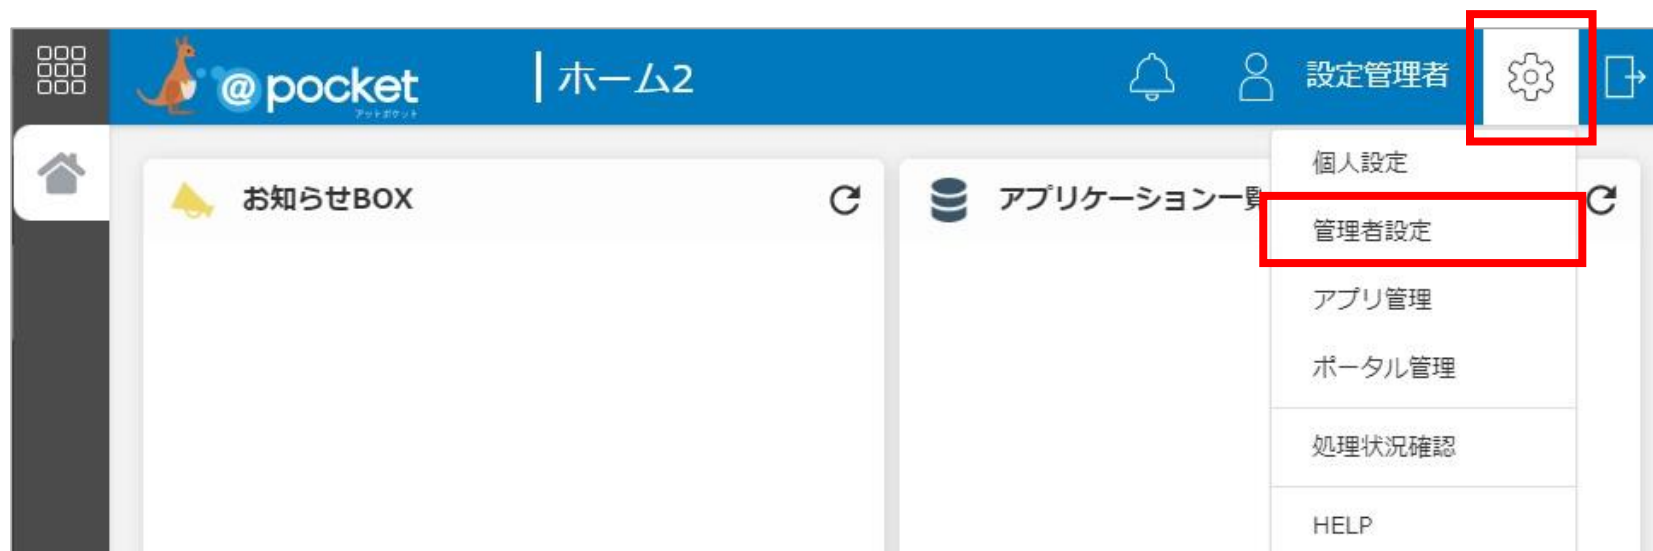 @pocket
アットポケット
ホーム2
設定管理者
お知らせBOX
アプリケーション一覧
個人設定
管理者設定
アプリ管理
ポータル管理
処理状況確認
HELP